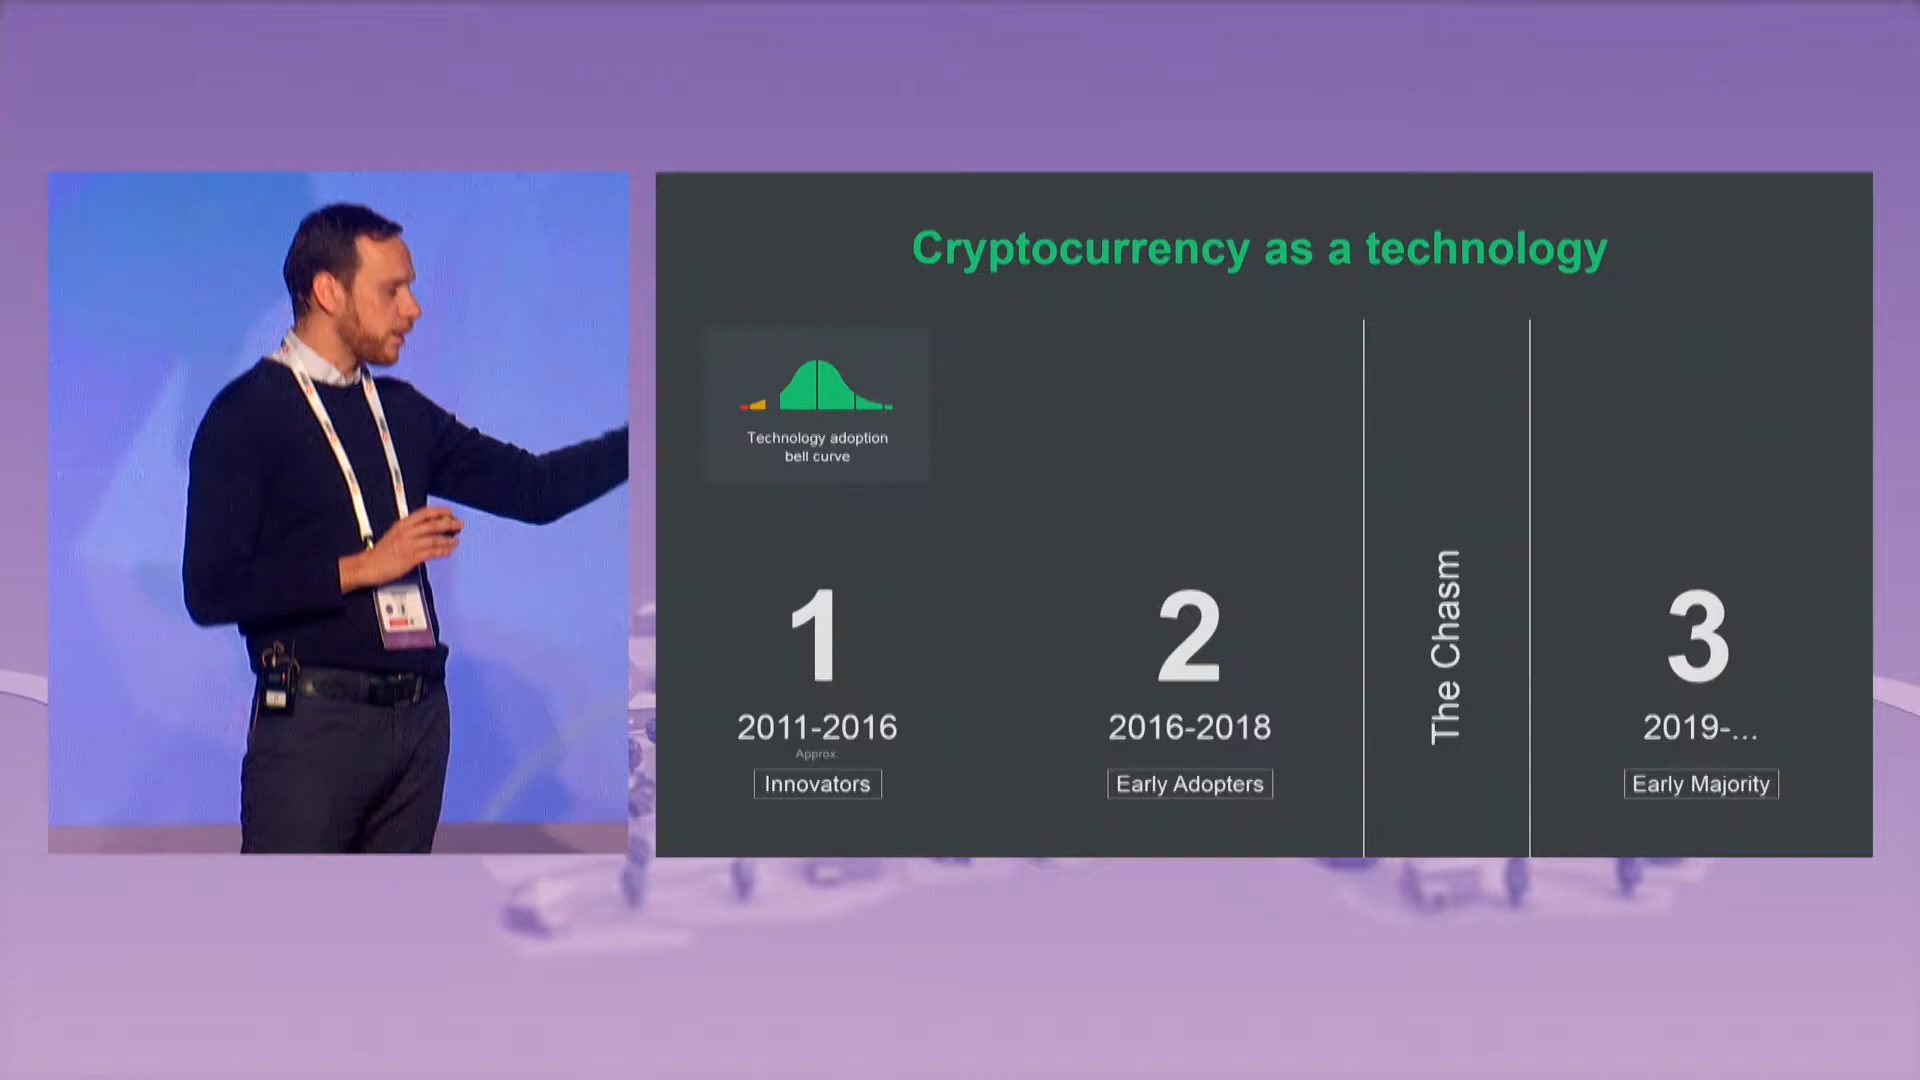 Cryptocurrency as a technology
Technology adoption
bell curve
1
2011-2016
Approx.
Innovators
2
2016-2018
Early Adopters
The Chasm
3
2019-...
Early Majority